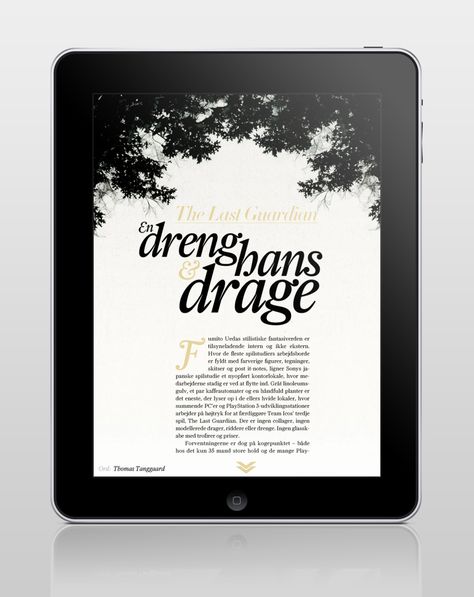 The Last Guardian
En
dreng
& hans
drage
Fumito Uedas stilistiske fantasiverden er
tilsyneladende intern og ikke ekstern.
Hvor de fleste spilstudiers arbejdsborde
er fyldt med farverige figurer, tegninger,
skitser og post it notes, ligner Sonys ja-
panske spilstudie et nyopført kontorlokale, hvor me-
darbejderne stadig er ved at flytte ind. Gråt linoleums-
gulv, et par kaffeautomater og en håndfuld planter er
det eneste, der lyser op i de ellers hvide lokaler, hvor
summende PC'er og PlayStation 3-udviklingsstationer
arbejder på højtryk for at færdiggøre Team Icos' tredje
spil, The Last Guardian. Der er ingen collager, ingen
modellerede drager, riddere eller drenge. Ingen glassk-
abe med trofæer og priser.
Forventningerne er dog på kogepunktet – både
hos det kun 35 mand store hold og de mange Play-
Ord: Thomas Tanggaard